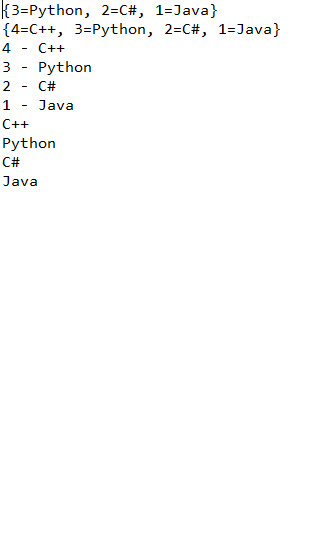 {3=Python, 2=C#, 1=Java}
{4=C++, 3=Python, 2=C#, 1=Java}
4 - C++
3 - Python
2 - C#
1 - Java
C++
Python
C#
Java